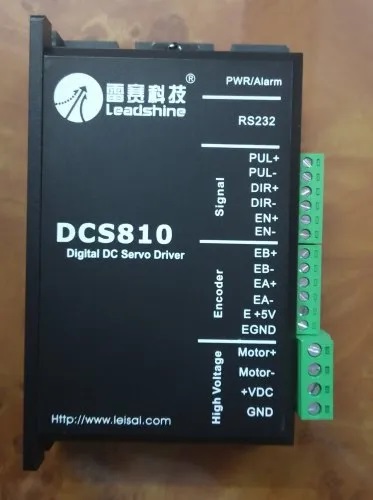 雷赛科技®
Leadshine
PWR/Alarm
RS232
DCS810
Digital DC Servo Driver
Signal
PUL+
PUL-
DIR+
DIR-
EN+
EN-
Encoder
EB+
EB-
EA+
EA-
E +5V
EGND
High Voltage
Motor+
Motor-
+VDC
GND
Http://www.leisai.com/